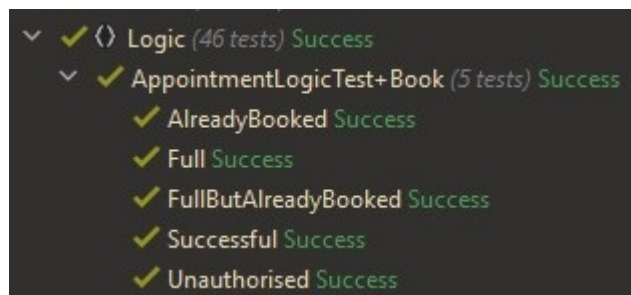 Logic (46 tests) Success
AppointmentLogicTest+Book (5 tests) Success
AlreadyBooked Success
Full Success
FullButAlreadyBooked Success
Successful Success
Unauthorised Success